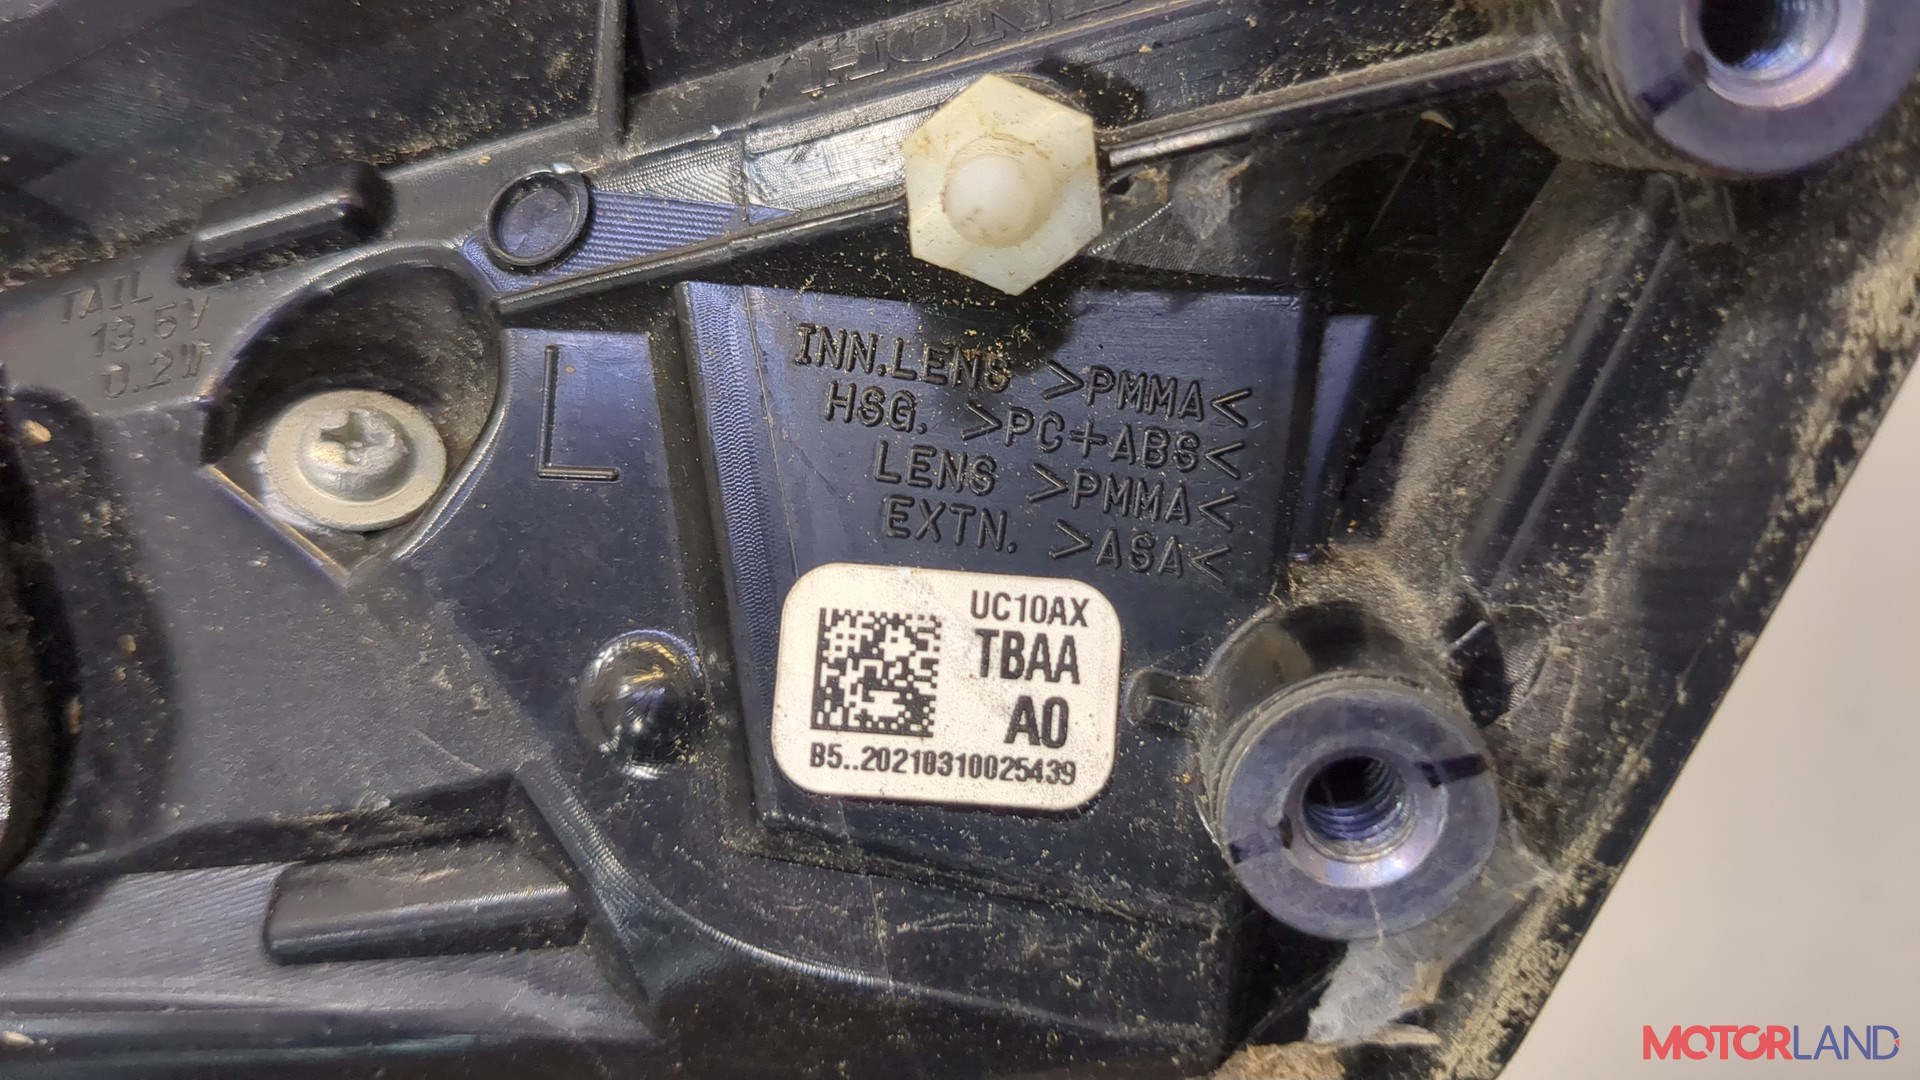 TAIL
13.5V
0.2W
L
INN.LENS >PMMA<
HSG. >PC+ABS<
LENS >PMMA<
EXTN. >ASA<
UC10AX
TBAA
A0
B5..20210310025439
MOTORLAND